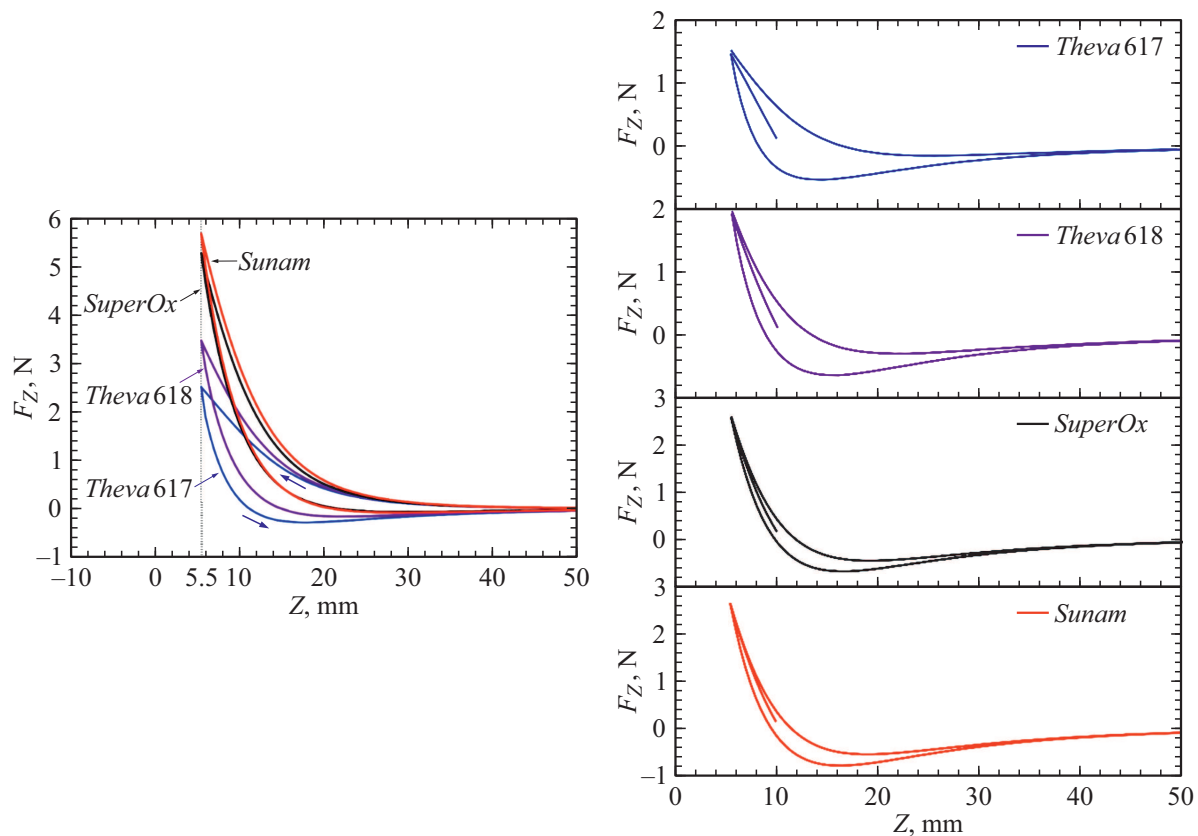 6
5
4
3
2
1
0
–1
F_Z, N
Sunam
SuperOx
Theva 618
Theva 617
–10 0 5.5 10 20 30 40 50
Z, mm
2
1
0
F_Z, N
Theva 617
2
1
0
F_Z, N
Theva 618
3
2
1
0
F_Z, N
SuperOx
3
2
1
0
–1
F_Z, N
Sunam
0 10 20 30 40 50
Z, mm